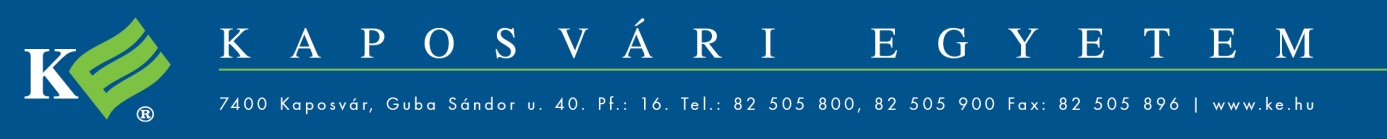 KE®
KAPOSVÁRI EGYETEM
7400 Kaposvár, Guba Sándor u. 40. Pf.: 16. Tel.: 82 505 800, 82 505 900 Fax: 82 505 896 | www.ke.hu